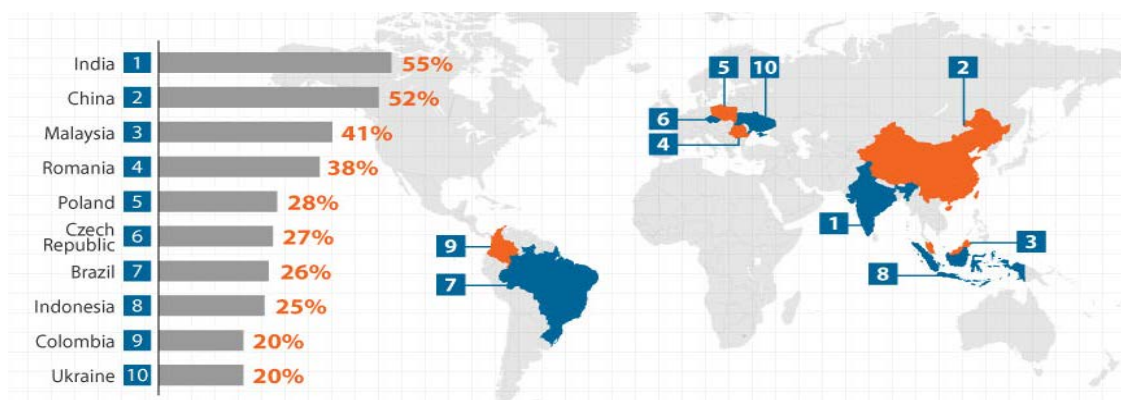 India 1 55%
China 2 52%
Malaysia 3 41%
Romania 4 38%
Poland 5 28%
Czech
Republic 6 27%
Brazil 7 26%
Indonesia 8 25%
Colombia 9 20%
Ukraine 10 20%
5 10 2
6
4
1
9 3
7 8